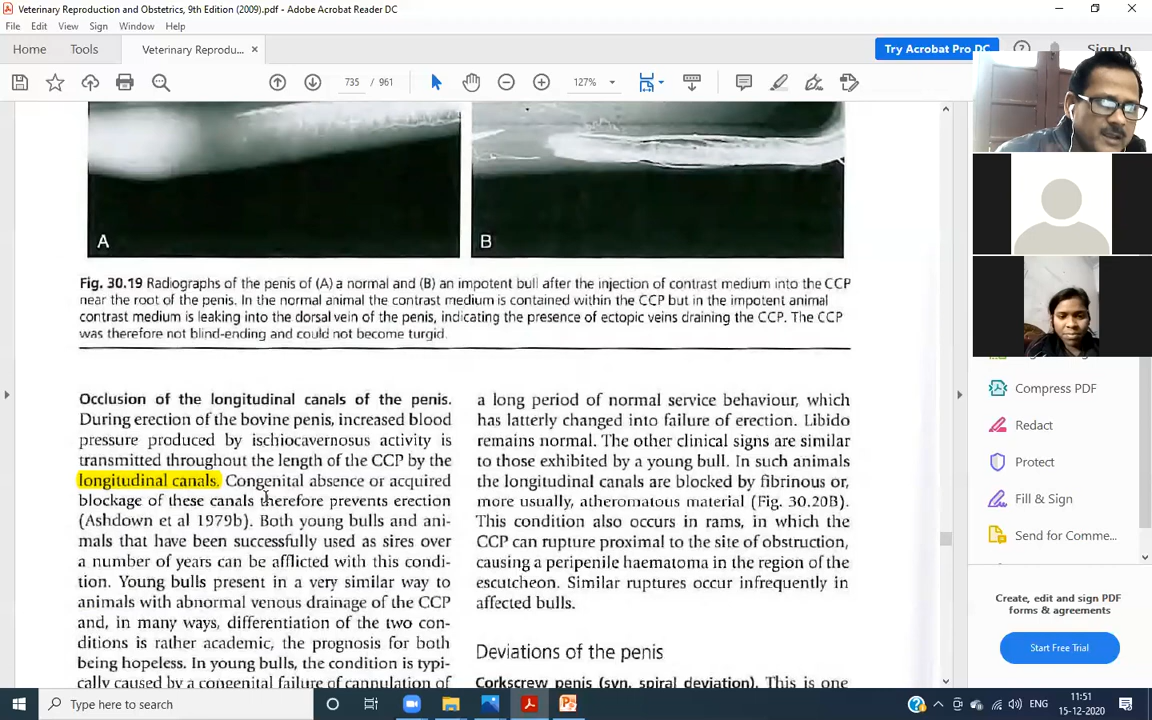 Veterinary Reproduction and Obstetrics, 9th Edition (2009).pdf - Adobe Acrobat Reader DC
File Edit View Sign Window Help
Home Tools Veterinary Reprodu... × Try Acrobat Pro DC Sign In
735 / 961 127%
A B
Fig. 30.19 Radiographs of the penis of (A) a normal and (B) an impotent bull after the injection of contrast medium into the CCP
near the root of the penis. In the normal animal the contrast medium is contained within the CCP but in the impotent animal
contrast medium is leaking into the dorsal vein of the penis, indicating the presence of ectopic veins draining the CCP. The CCP
was therefore not blind-ending and could not become turgid.
Occlusion of the longitudinal canals of the penis.
During erection of the bovine penis, increased blood
pressure produced by ischiocavernosus activity is
transmitted throughout the length of the CCP by the
longitudinal canals. Congenital absence or acquired
blockage of these canals therefore prevents erection
(Ashdown et al 1979b). Both young bulls and ani-
mals that have been successfully used as sires over
a number of years can be afflicted with this condi-
tion. Young bulls present in a very similar way to
animals with abnormal venous drainage of the CCP
and, in many ways, differentiation of the two con-
ditions is rather academic, the prognosis for both
being hopeless. In young bulls, the condition is typi-
cally caused by a congenital failure of cannulation of
a long period of normal service behaviour, which
has latterly changed into failure of erection. Libido
remains normal. The other clinical signs are similar
to those exhibited by a young bull. In such animals
the longitudinal canals are blocked by fibrinous or,
more usually, atheromatous material (Fig. 30.20B).
This condition also occurs in rams, in which the
CCP can rupture proximal to the site of obstruction,
causing a peripenile haematoma in the region of the
escutcheon. Similar ruptures occur infrequently in
affected bulls.
Deviations of the penis
Corkscrew penis (syn. spiral deviation). This is one
Compress PDF
Redact
Protect
Fill & Sign
Send for Comme...
Create, edit and sign PDF
forms & agreements
Start Free Trial
Type here to search
ENG
11:51
15-12-2020